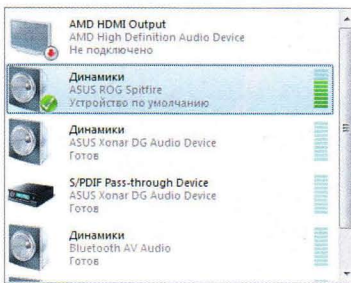 AMD HDMI Output
AMD High Definition Audio Device
Не подключено
Динамики
ASUS ROG Spitfire
Устройство по умолчанию
Динамики
ASUS Xonar DG Audio Device
Готов
S/PDIF Pass-through Device
ASUS Xonar DG Audio Device
Готов
Динамики
Bluetooth AV Audio
Готов